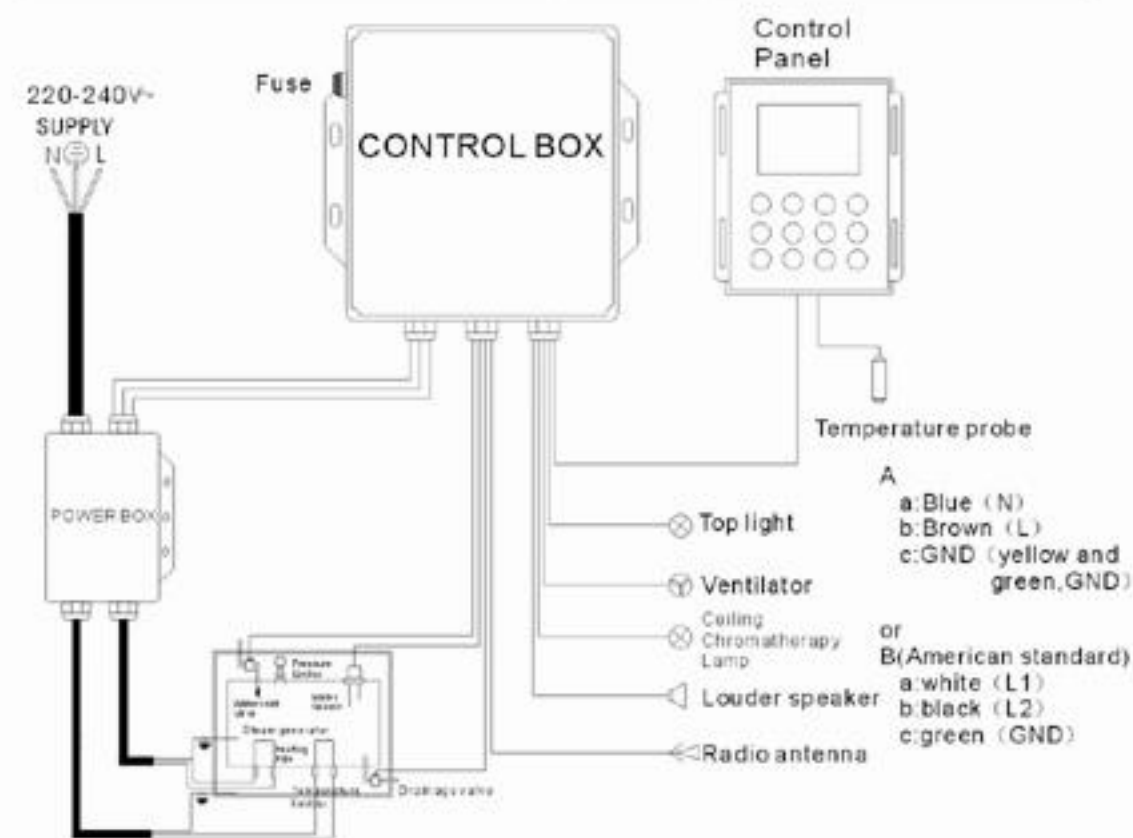 Control
Panel
Fuse
220-240V~
SUPPLY
N L
CONTROL BOX
Temperature probe
POWER BOX
A
a:Blue (N)
b:Brown (L)
c:GND (yellow and
green,GND)
Top light
Ventilator
Ceiling
Chromatherapy
Lamp
or
B(American standard)
a:white (L1)
b:black (L2)
c:green (GND)
Louder speaker
Radio antenna
Pressure
Steam generator
Drainage valve